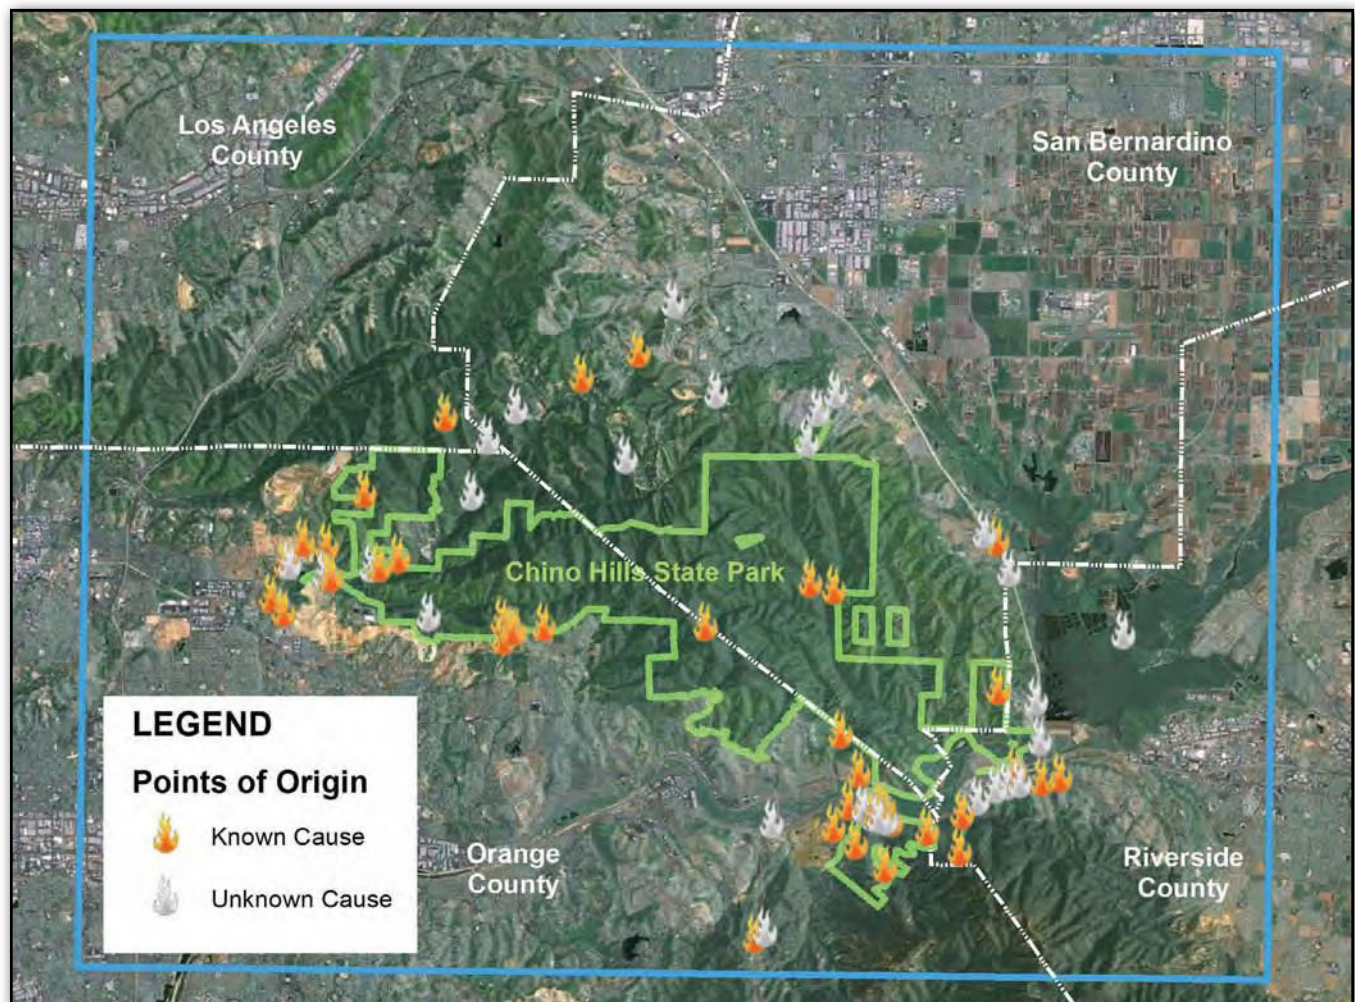 Los Angeles
County
San Bernardino
County
Chino Hills State Park
LEGEND
Points of Origin
Known Cause
Unknown Cause
Orange
County
Riverside
County